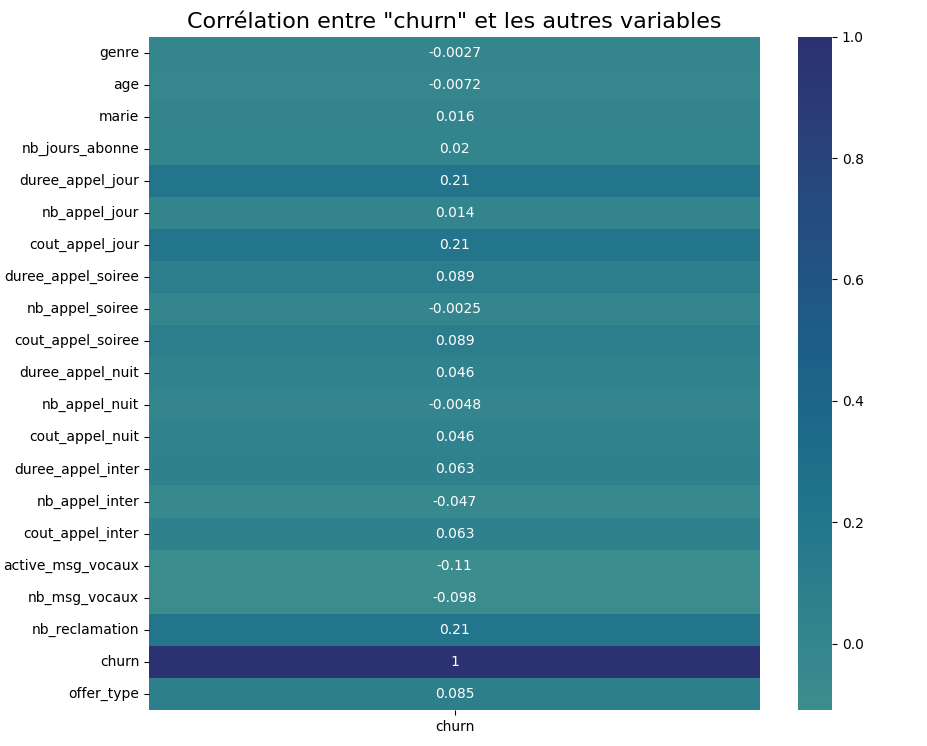 Corrélation entre "churn" et les autres variables
genre -0.0027
age -0.0072
marie 0.016
nb_jours_abonne 0.02
duree_appel_jour 0.21
nb_appel_jour 0.014
cout_appel_jour 0.21
duree_appel_soiree 0.089
nb_appel_soiree -0.0025
cout_appel_soiree 0.089
duree_appel_nuit 0.046
nb_appel_nuit -0.0048
cout_appel_nuit 0.046
duree_appel_inter 0.063
nb_appel_inter -0.047
cout_appel_inter 0.063
active_msg_vocaux -0.11
nb_msg_vocaux -0.098
nb_reclamation 0.21
churn 1
offer_type 0.085
churn
1.0
0.8
0.6
0.4
0.2
0.0